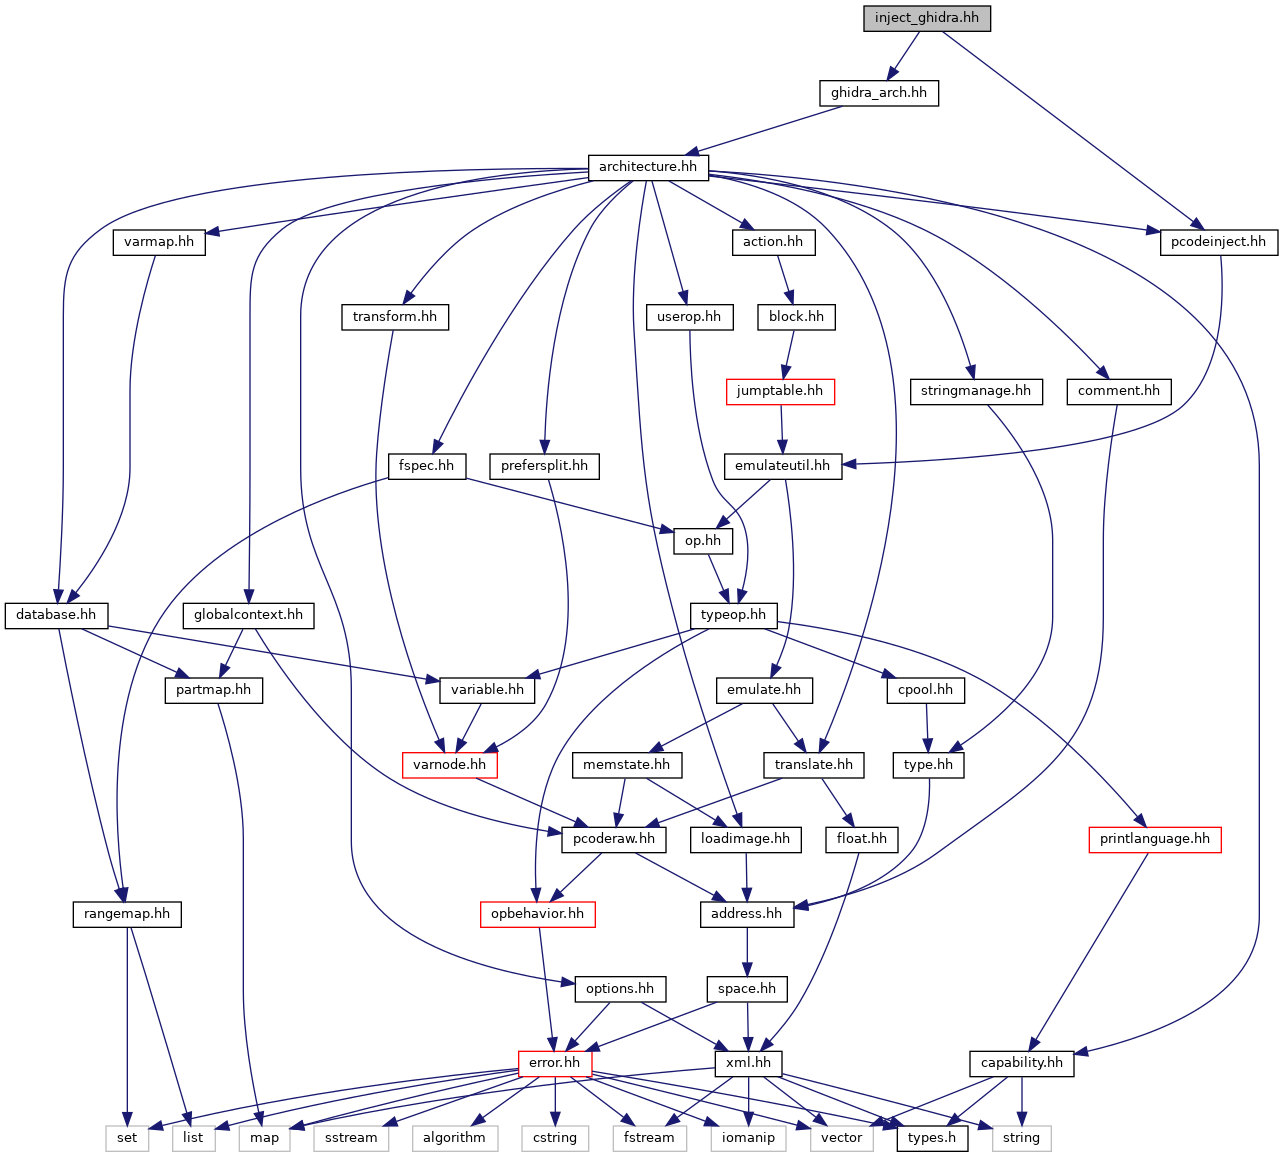 inject_ghidra.hh
ghidra_arch.hh
architecture.hh
varmap.hh
action.hh
pcodeinject.hh
transform.hh
userop.hh
block.hh
jumptable.hh
stringmanage.hh
comment.hh
fspec.hh
prefersplit.hh
emulateutil.hh
op.hh
database.hh
globalcontext.hh
typeop.hh
partmap.hh
variable.hh
emulate.hh
cpool.hh
varnode.hh
memstate.hh
translate.hh
type.hh
pcoderaw.hh
loadimage.hh
float.hh
printlanguage.hh
rangemap.hh
opbehavior.hh
address.hh
options.hh
space.hh
error.hh
xml.hh
capability.hh
set
list
map
sstream
algorithm
cstring
fstream
iomanip
vector
types.h
string